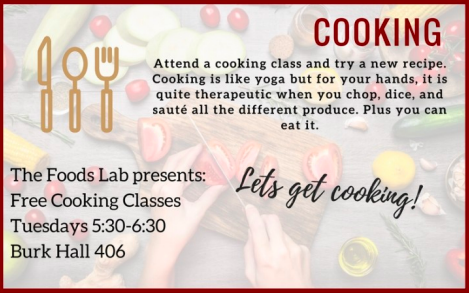 COOKING
Attend a cooking class and try a new recipe.
Cooking is like yoga but for your hands, it is
quite therapeutic when you chop, dice, and
sauté all the different produce. Plus you can
eat it.
The Foods Lab presents:
Free Cooking Classes
Tuesdays 5:30-6:30
Burk Hall 406
Lets get cooking!